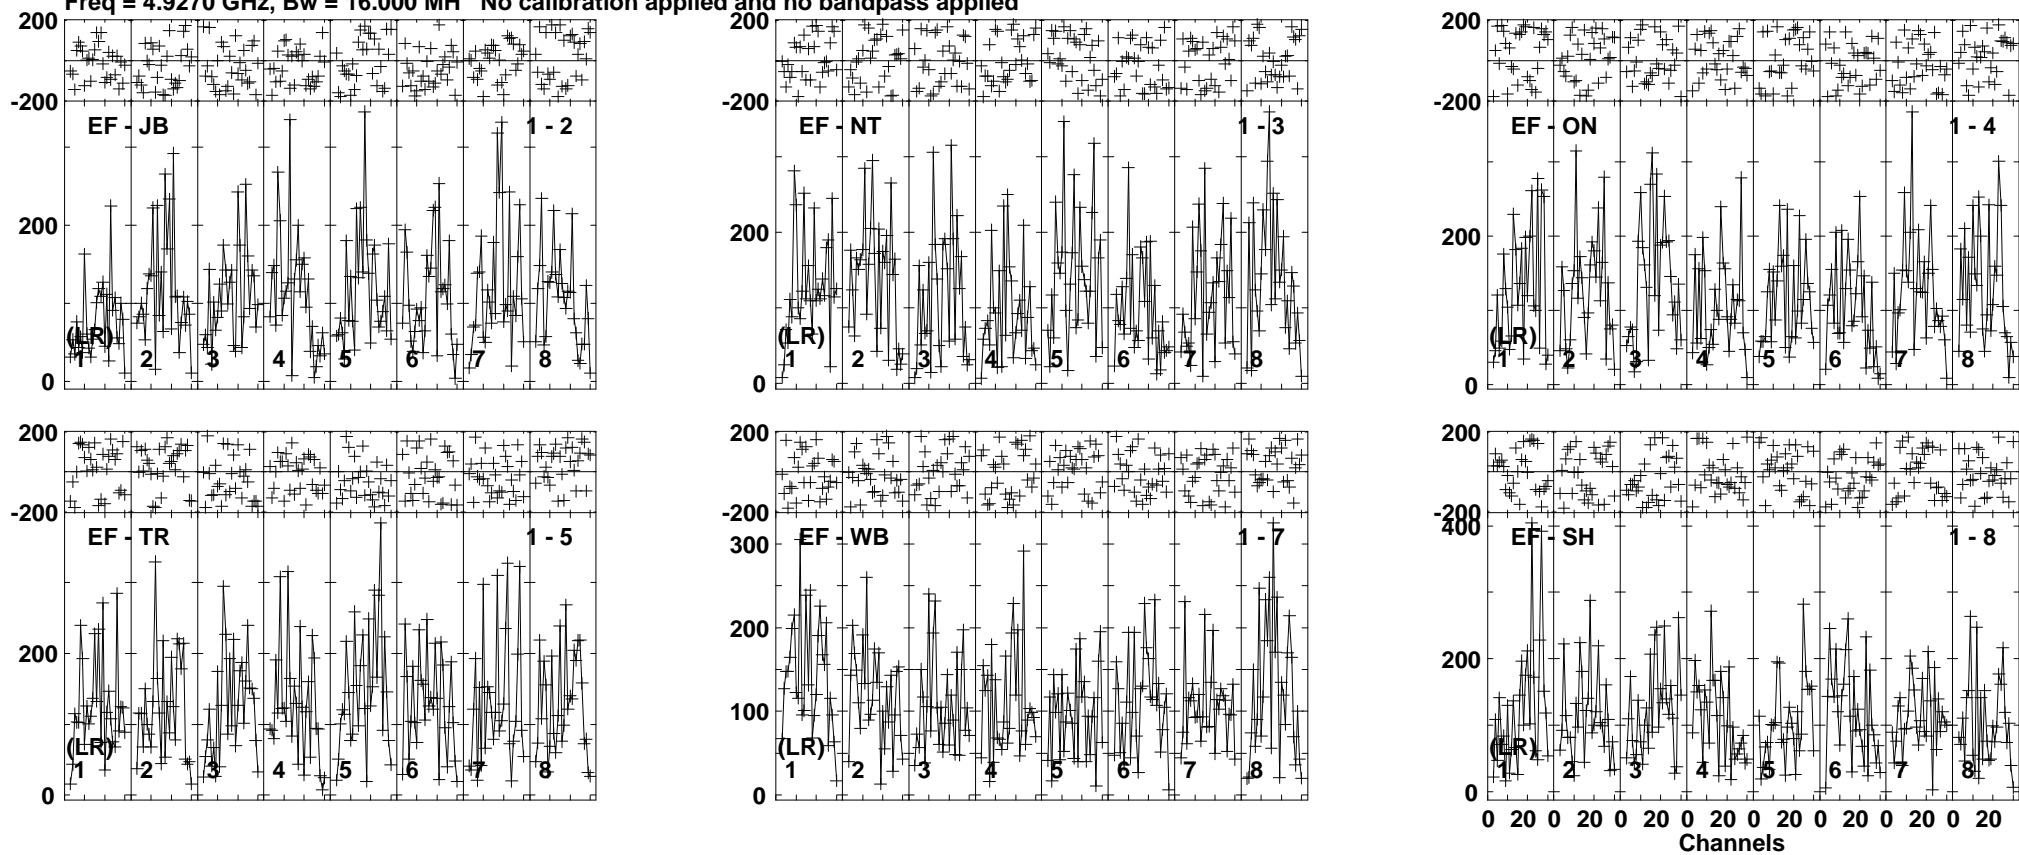 Freq = 4.9270 GHz, Bw = 16.000 MH No calibration applied and no bandpass applied
200
-200
EF - JB
1 - 2
200
(LR)
1 2 3 4 5 6 7 8
0
200
-200
EF - NT
1 - 3
200
(LR)
1 2 3 4 5 6 7 8
0
200
-200
EF - ON
1 - 4
200
(LR)
1 2 3 4 5 6 7 8
0
200
-200
EF - TR
1 - 5
200
(LR)
1 2 3 4 5 6 7 8
0
200
-200
EF - WB
1 - 7
300
200
100
(LR)
1 2 3 4 5 6 7 8
0
200
-200
400
EF - SH
1 - 8
200
(LR)
1 2 3 4 5 6 7 8
0
0 20 0 20 0 20 0 20 0 20 0 20 0 20
Channels